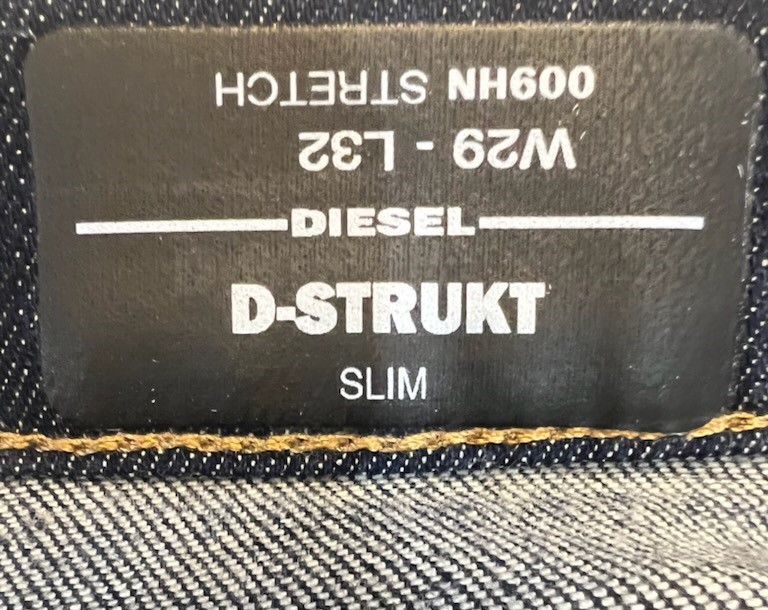 DIESEL
D-STRUKT
SLIM
W29 - L32
009HN STRETCH